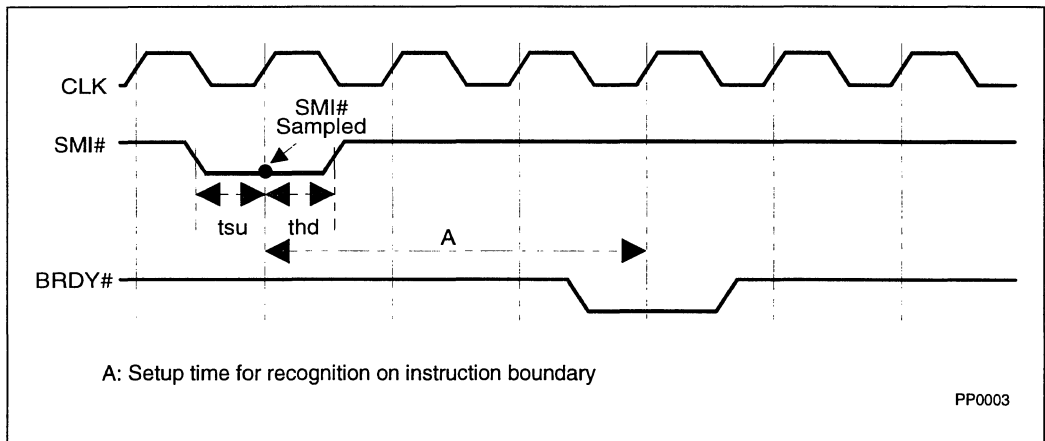 CLK
SMI#
Sampled
SMI#
tsu
thd
A
BRDY#
A: Setup time for recognition on instruction boundary
PP0003